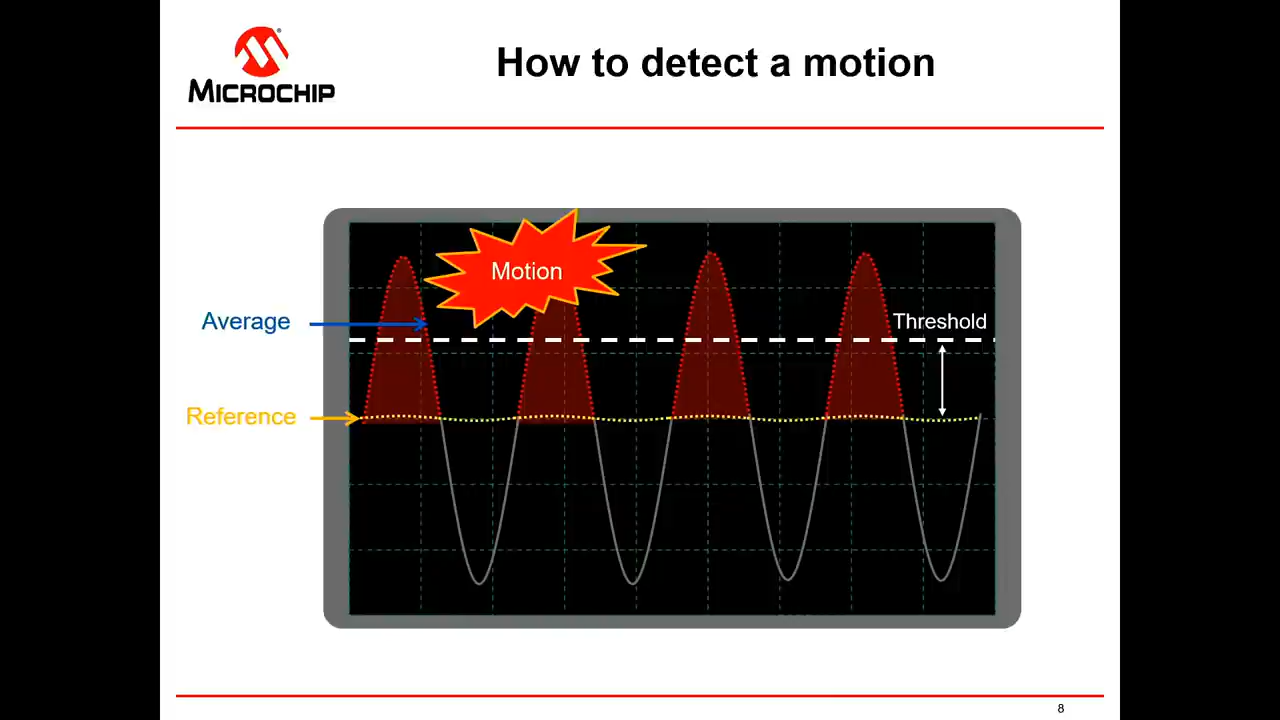 MICROCHIP
How to detect a motion
Motion
Average
Threshold
Reference
8